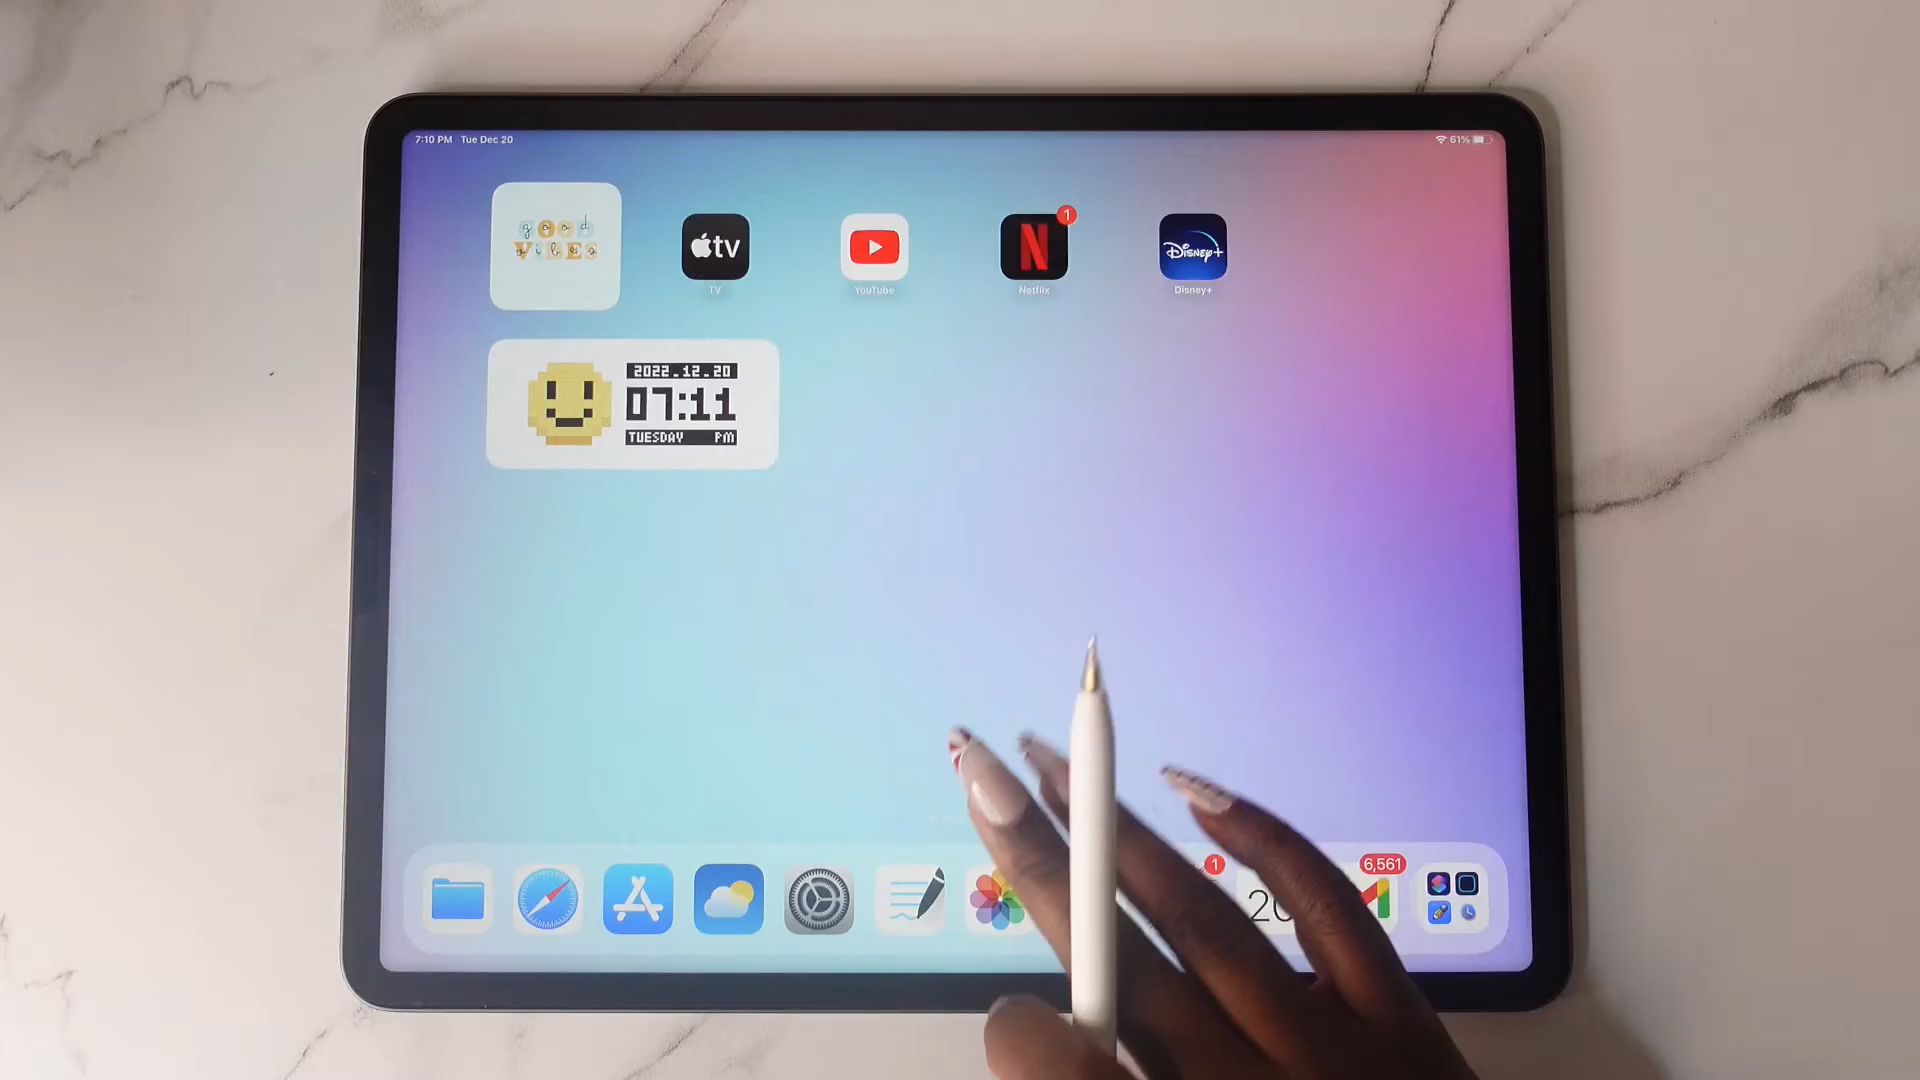 7:10 PM Tue Dec 20
61%
good
VIBES
tv
TV
YouTube
N
1
Netflix
Disney+
Disney+
2022.12.20
07:11
TUESDAY PM
1
20
6,561